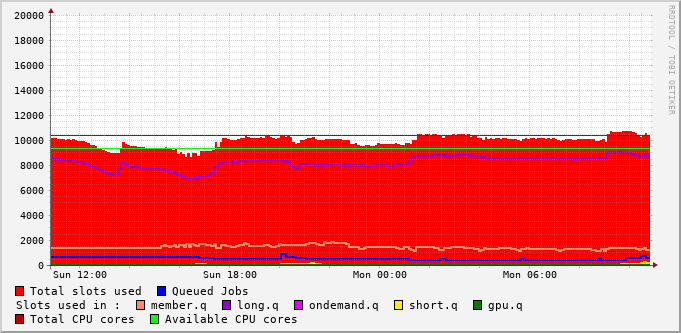 20000
18000
16000
14000
12000
10000
8000
6000
4000
2000
0
Sun 12:00 Sun 18:00 Mon 00:00 Mon 06:00
Total slots used Queued Jobs
Slots used in : member.q long.q ondemand.q short.q gpu.q
Total CPU cores Available CPU cores
RRDTOOL / TOBI OETIKER